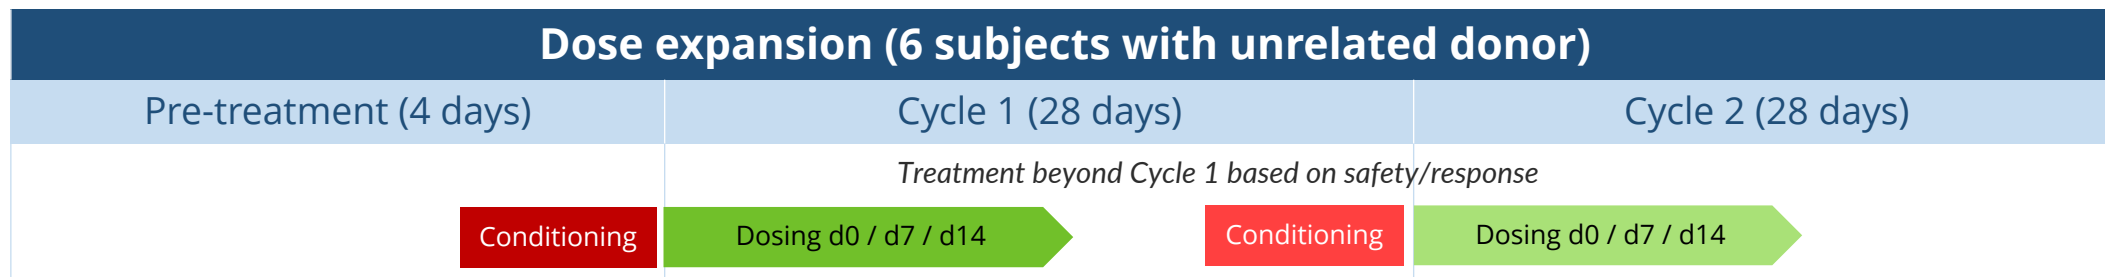 Dose expansion (6 subjects with unrelated donor)
Pre-treatment (4 days)
Cycle 1 (28 days)
Cycle 2 (28 days)
Treatment beyond Cycle 1 based on safety/response
Conditioning
Dosing d0 / d7 / d14
Conditioning
Dosing d0 / d7 / d14